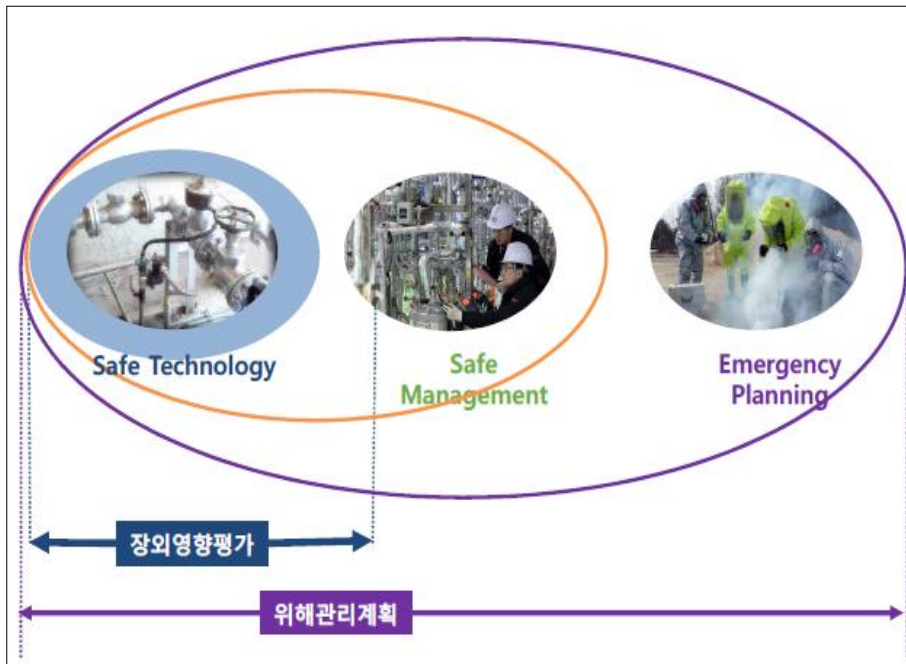 Safe Technology
Safe
Management
Emergency
Planning
장외영향평가
위해관리계획